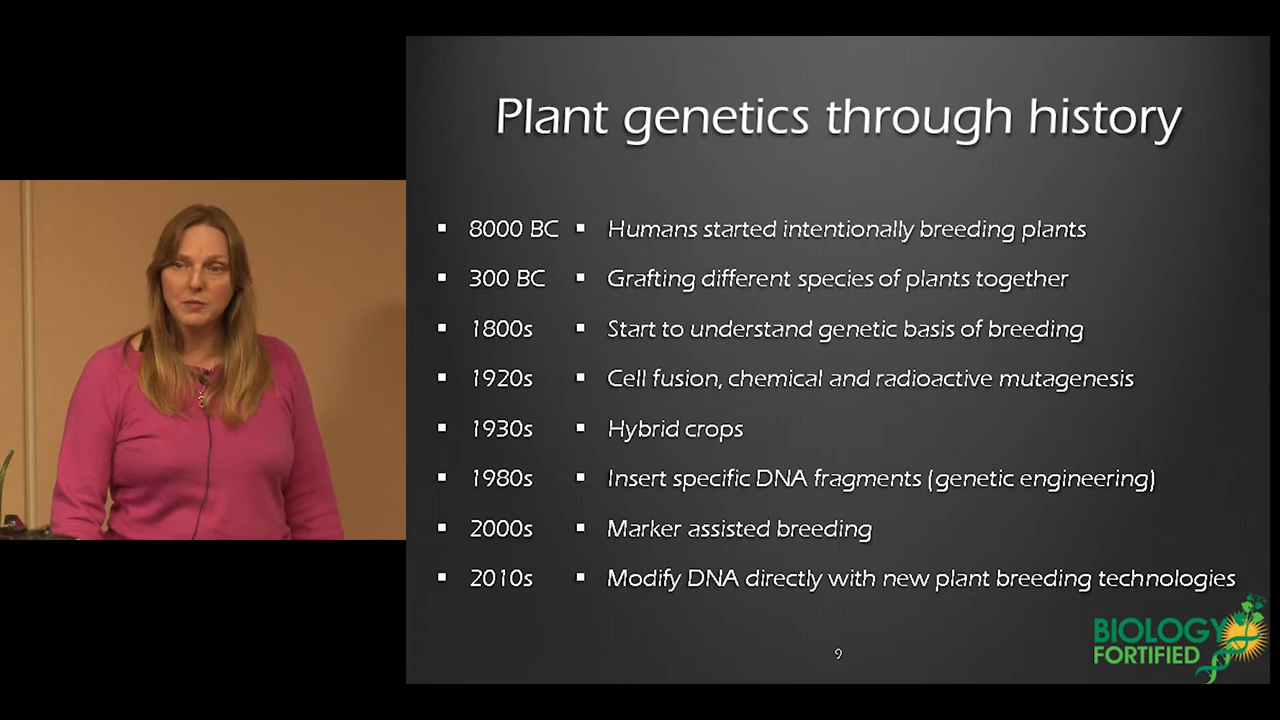 Plant genetics through history
▪ 8000 BC ▪ Humans started intentionally breeding plants
▪ 300 BC ▪ Grafting different species of plants together
▪ 1800s ▪ Start to understand genetic basis of breeding
▪ 1920s ▪ Cell fusion, chemical and radioactive mutagenesis
▪ 1930s ▪ Hybrid crops
▪ 1980s ▪ Insert specific DNA fragments (genetic engineering)
▪ 2000s ▪ Marker assisted breeding
▪ 2010s ▪ Modify DNA directly with new plant breeding technologies
9
BIOLOGY
FORTIFIED